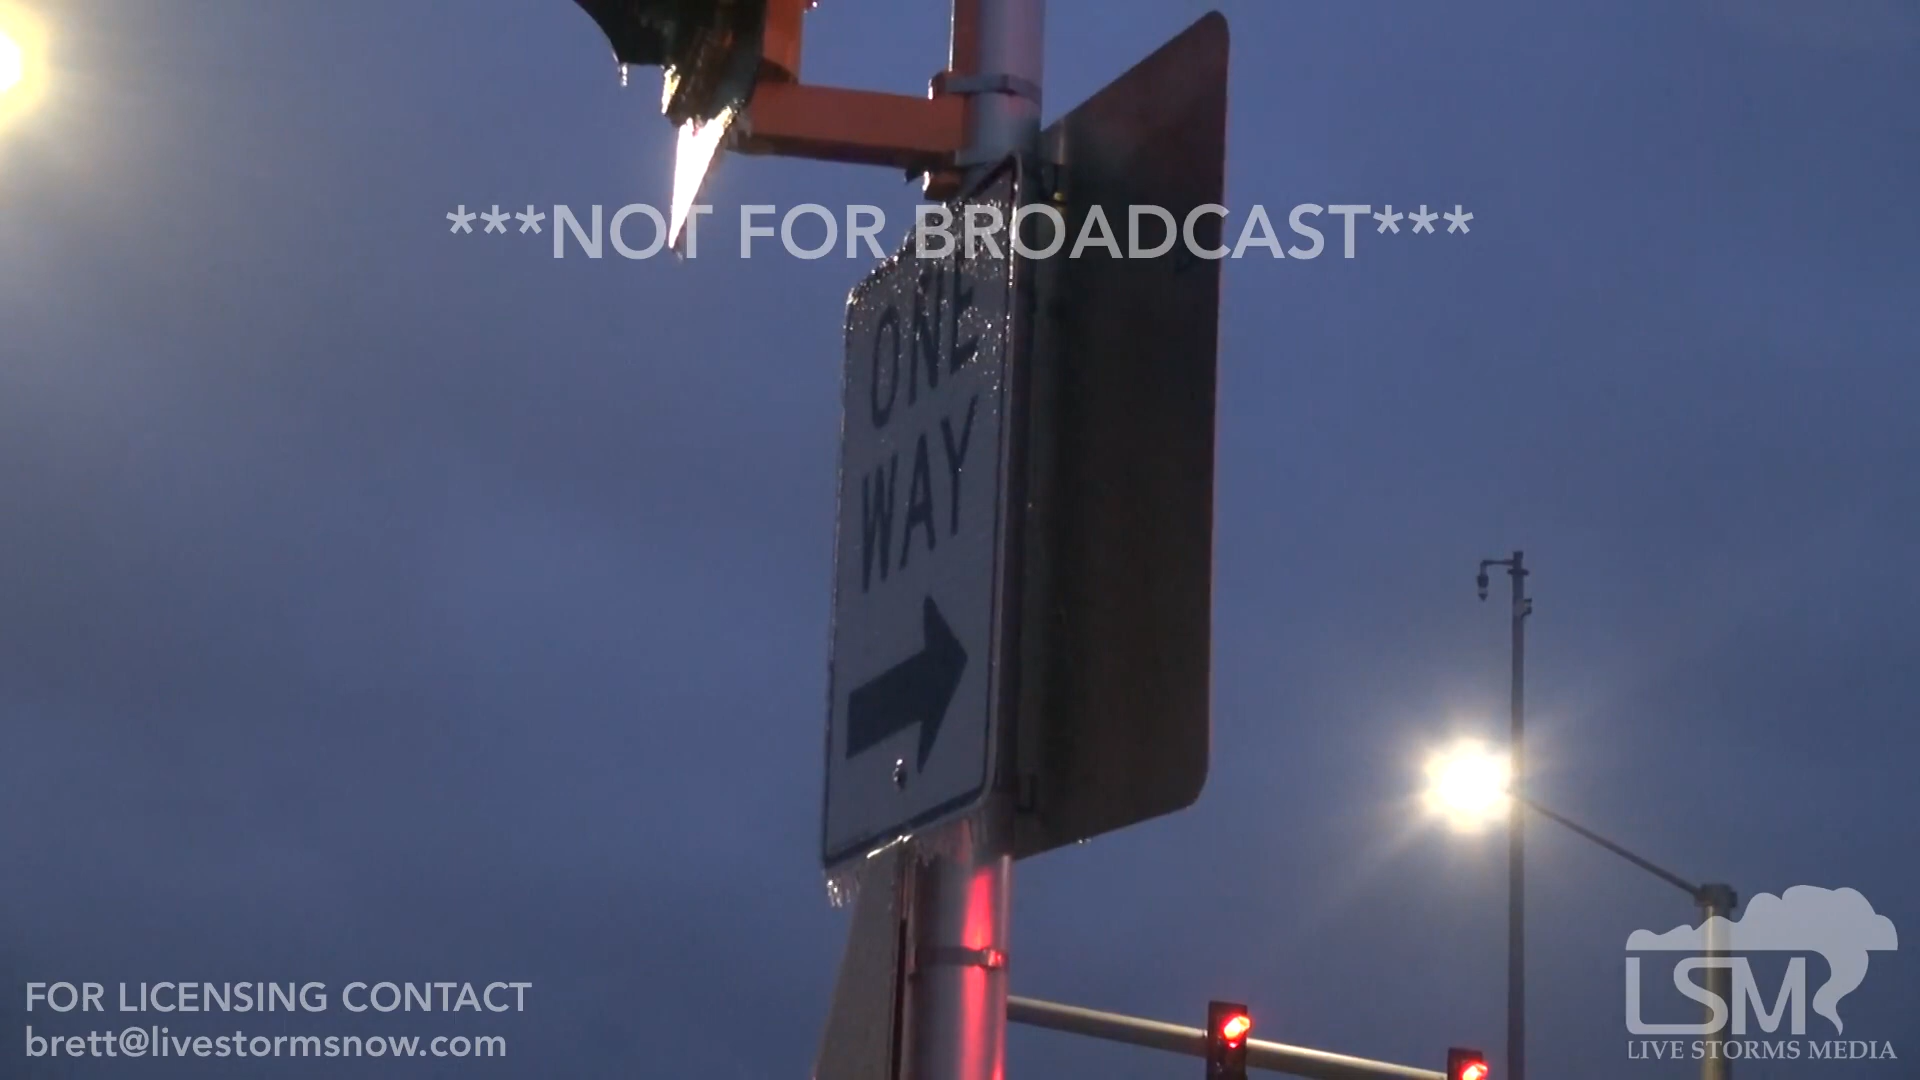 ***NOT FOR BROADCAST***
ONE
WAY
FOR LICENSING CONTACT
brett@livestormsnow.com
LSM
LIVE STORMS MEDIA